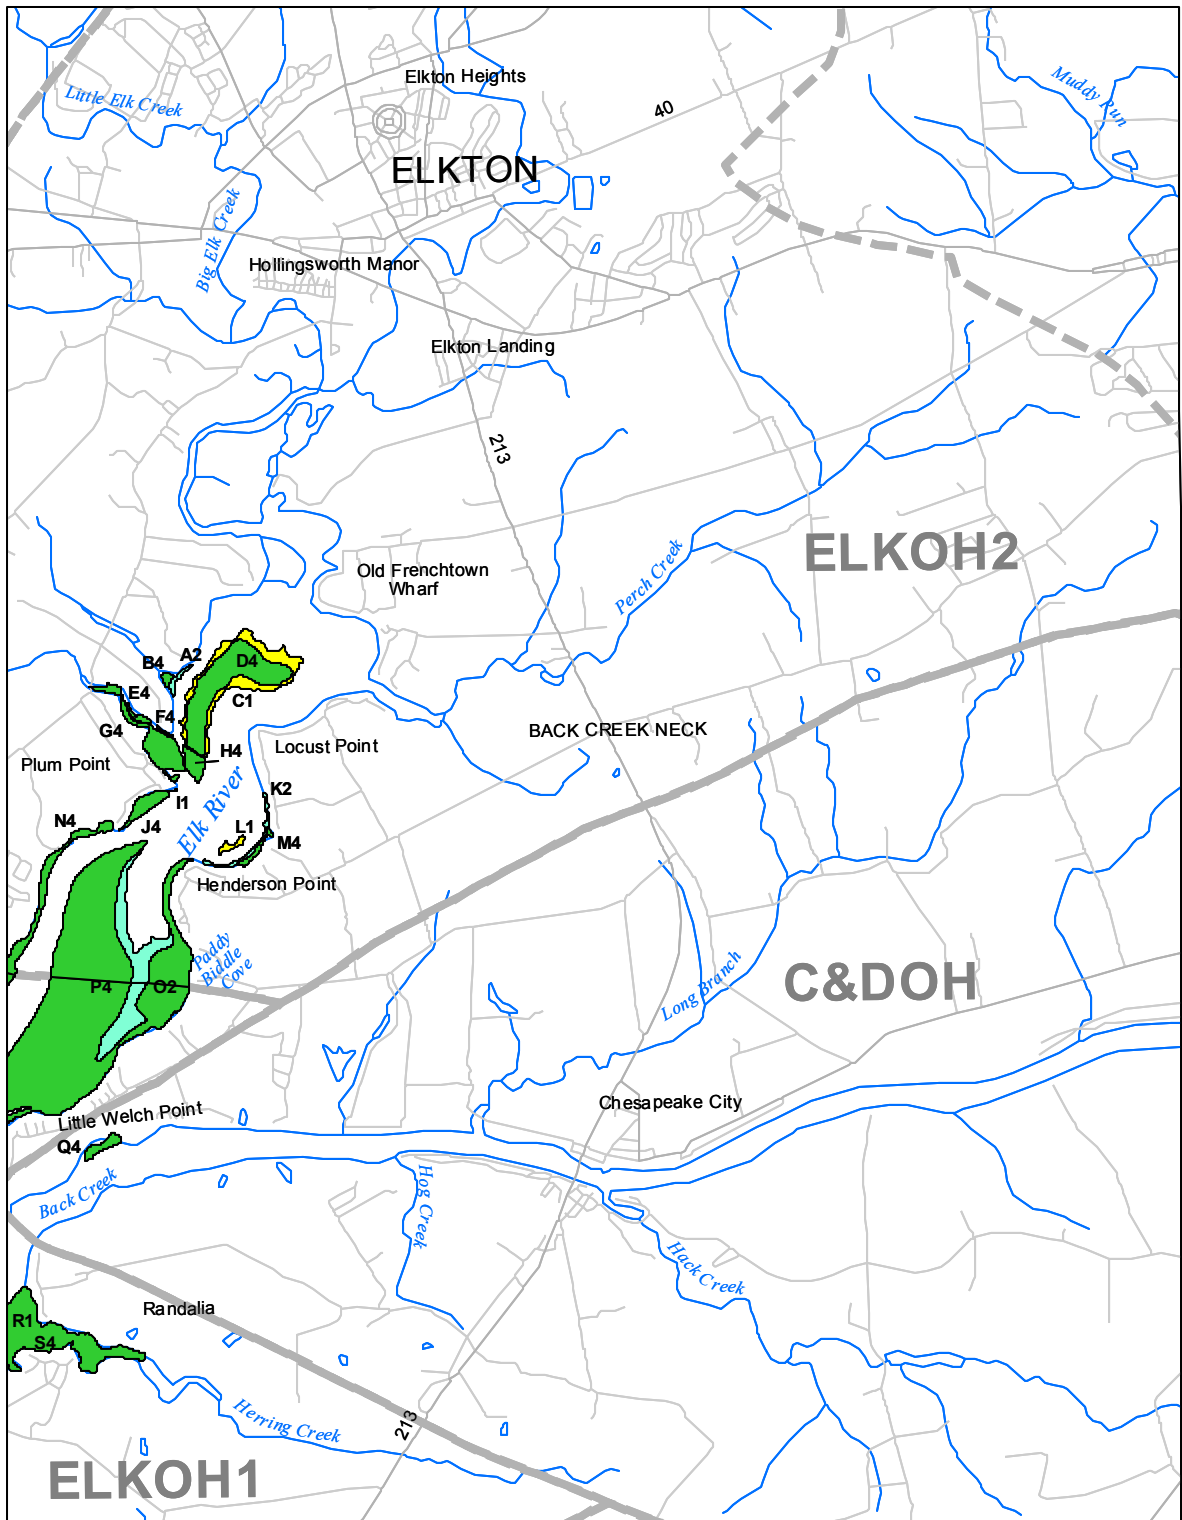 Elkton Heights
Little Elk Creek
40
Muddy Run
ELKTON
Big Elk Creek
Hollingsworth Manor
Elkton Landing
213
ELKOH2
Old Frenchtown
Wharf
Perch Creek
B4
A2
D4
E4
C1
F4
G4
H4
BACK CREEK NECK
Locust Point
Plum Point
Elk River
K2
I1
N4
J4
L1
M4
Henderson Point
Paddy
Biddle
Cove
P4
O2
Long Branch
C&DOH
Little Welch Point
Chesapeake City
Q4
Back Creek
Hog Creek
Hack Creek
Randalia
R1
S4
Herring Creek
213
ELKOH1